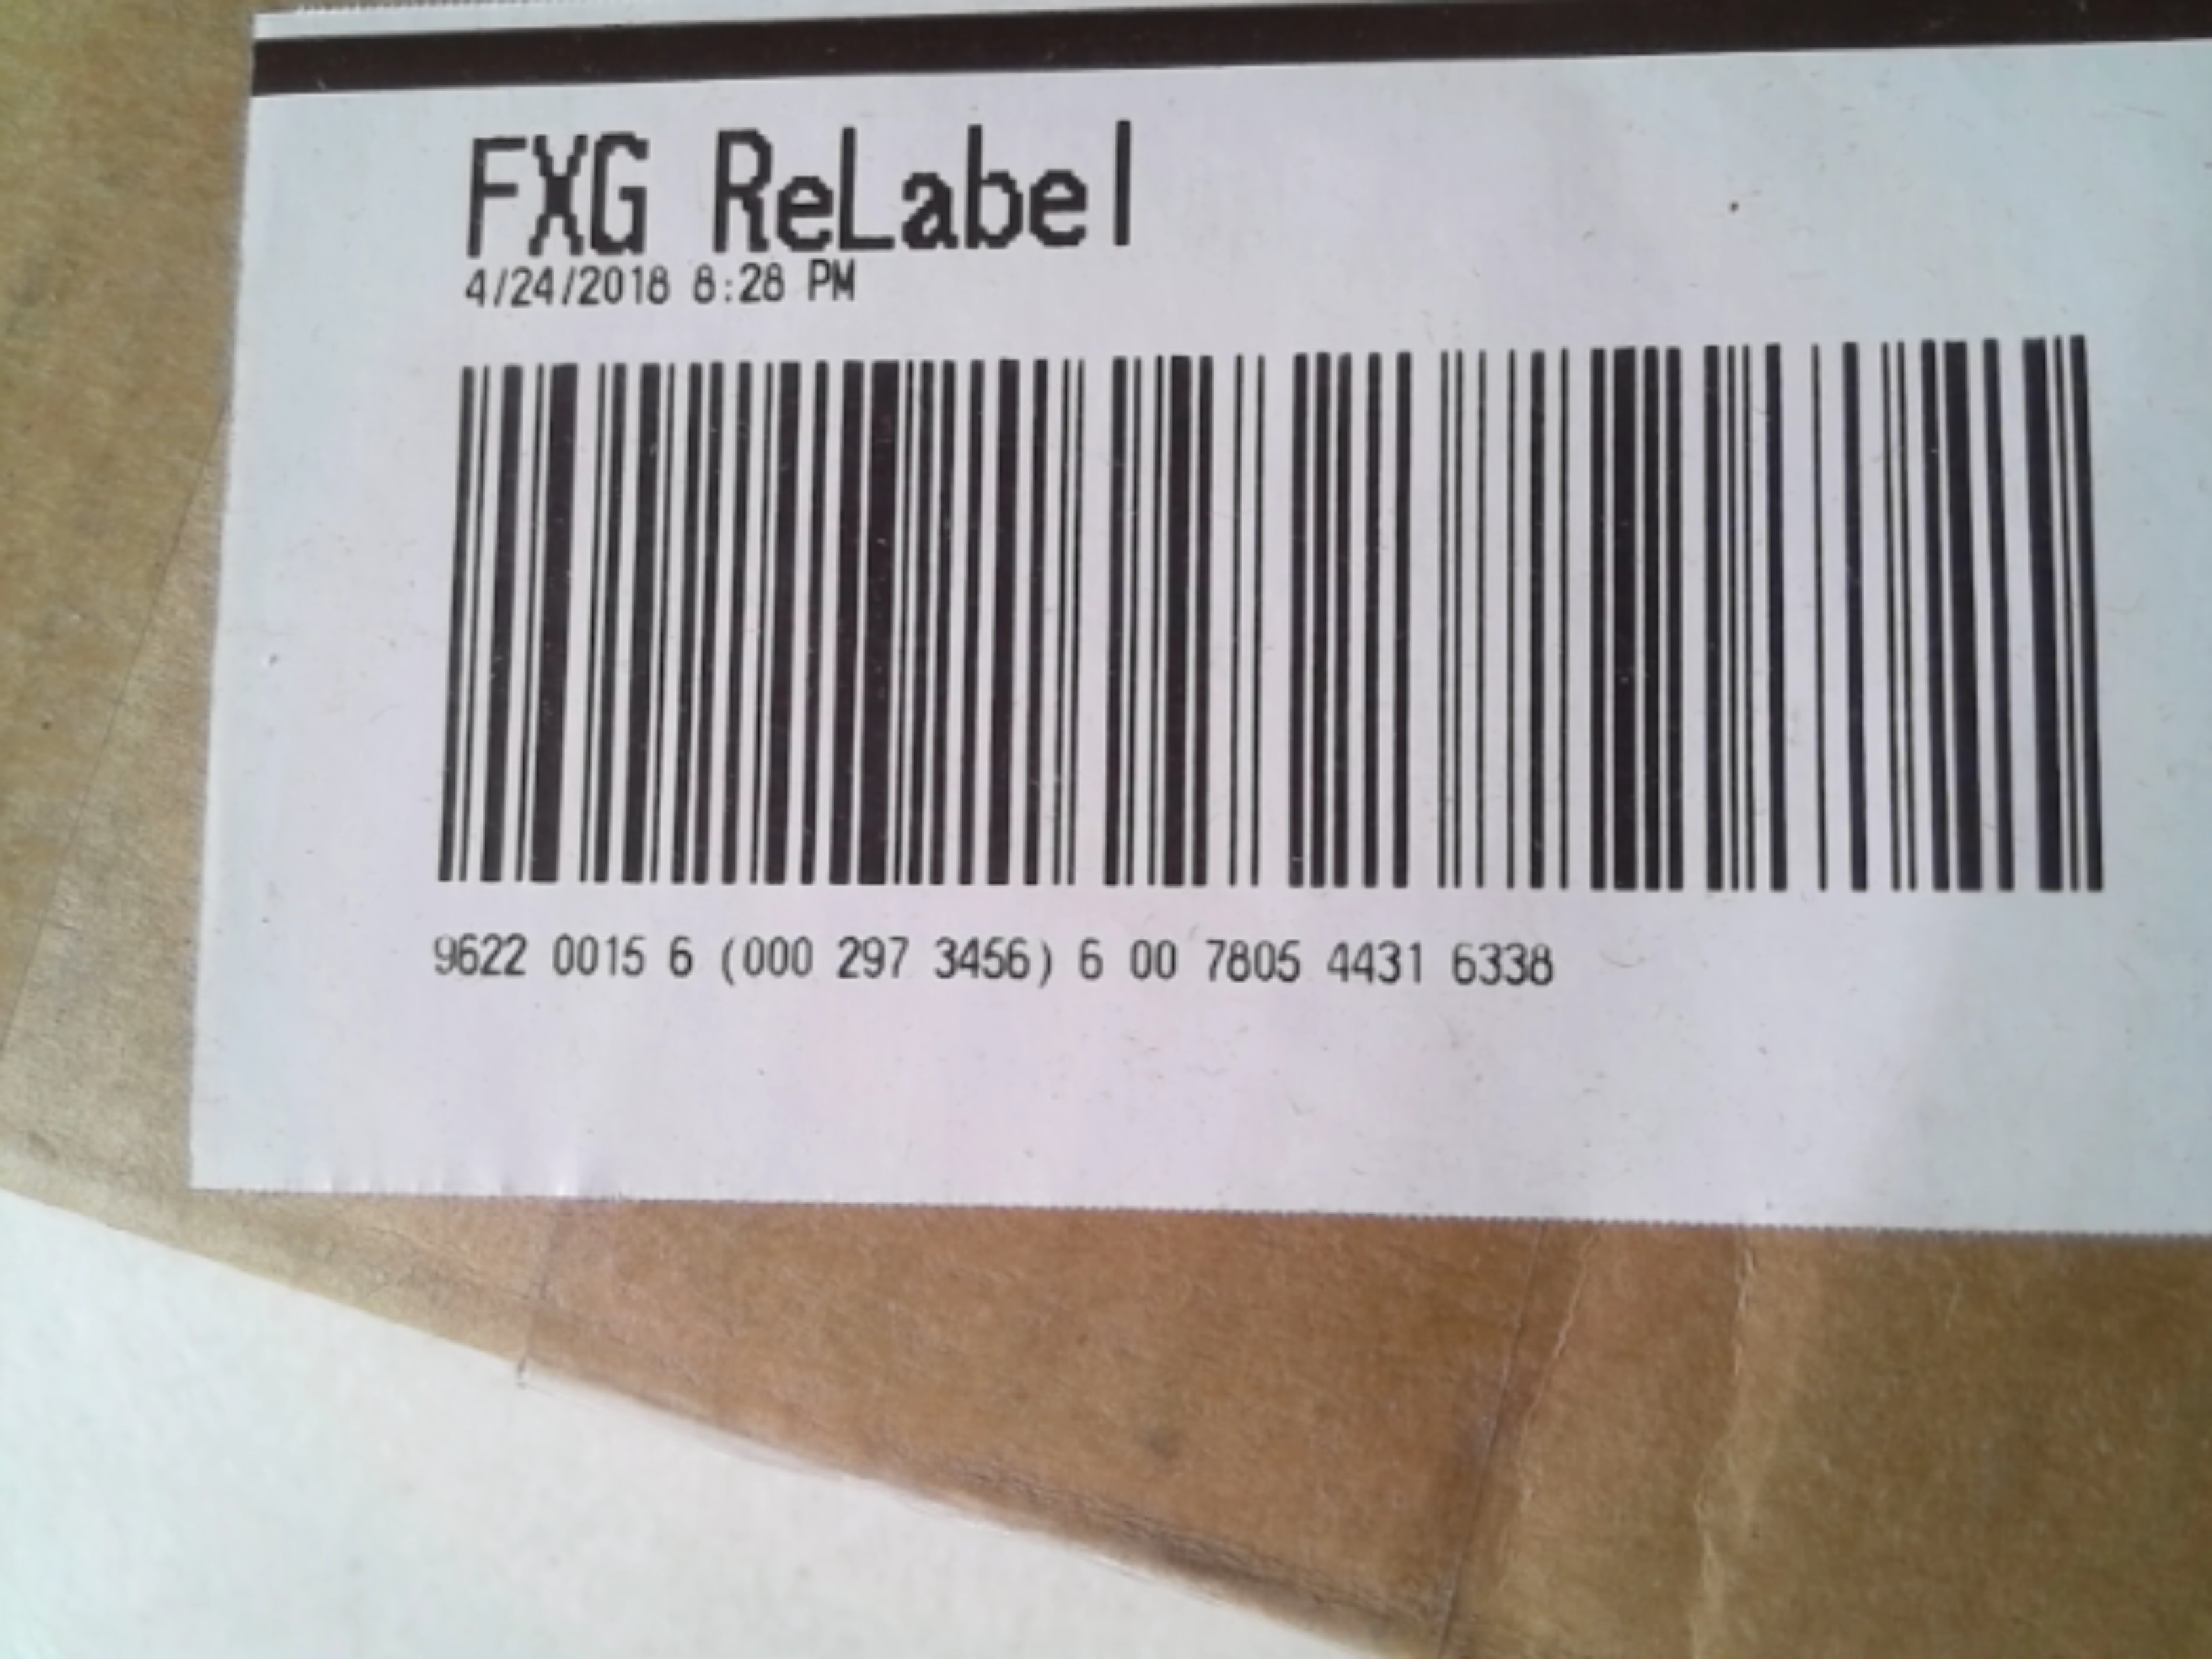 FXG ReLabel
4/24/2018 8:28 PM
9622 0015 6 (000 297 3456) 6 00 7805 4431 6338